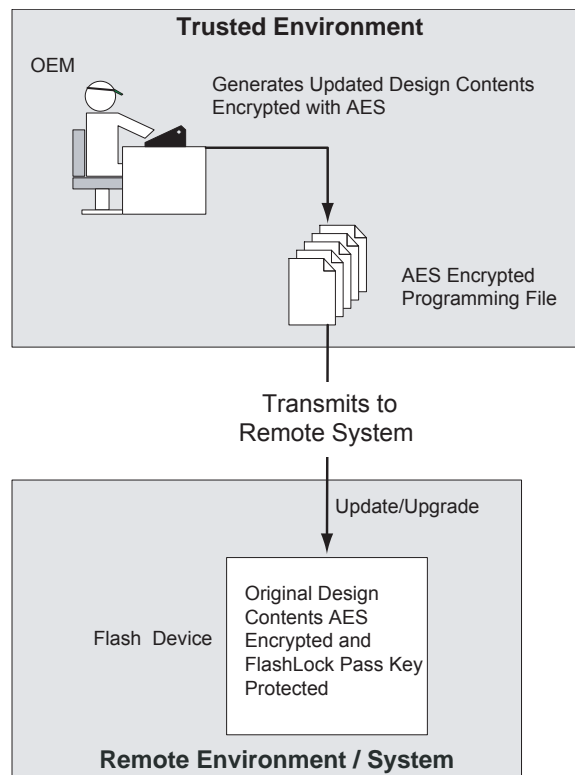 Trusted Environment
OEM
Generates Updated Design Contents
Encrypted with AES
AES Encrypted
Programming File
Transmits to
Remote System
Update/Upgrade
Flash Device
Original Design
Contents AES
Encrypted and
FlashLock Pass Key
Protected
Remote Environment / System